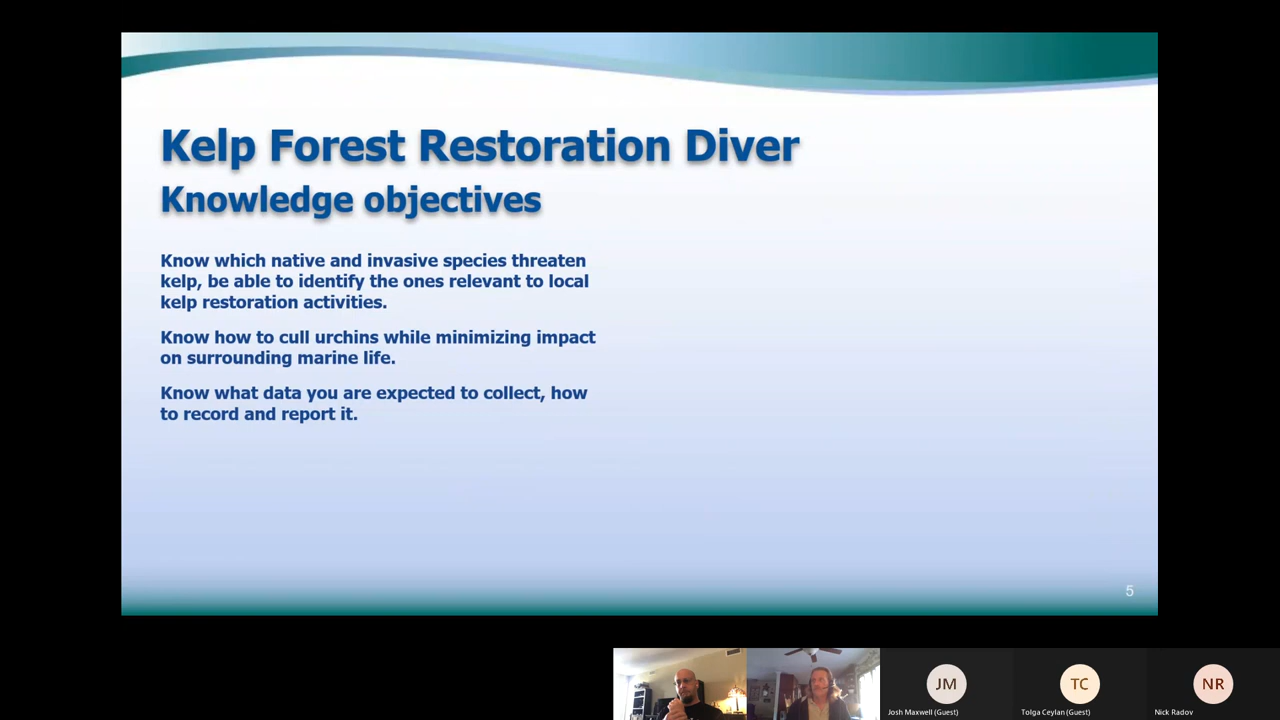 Kelp Forest Restoration Diver
Knowledge objectives
Know which native and invasive species threaten
kelp, be able to identify the ones relevant to local
kelp restoration activities.
Know how to cull urchins while minimizing impact
on surrounding marine life.
Know what data you are expected to collect, how
to record and report it.
5
JM
TC
NR
Josh Maxwell (Guest)
Tolga Ceylan (Guest)
Nick Radov